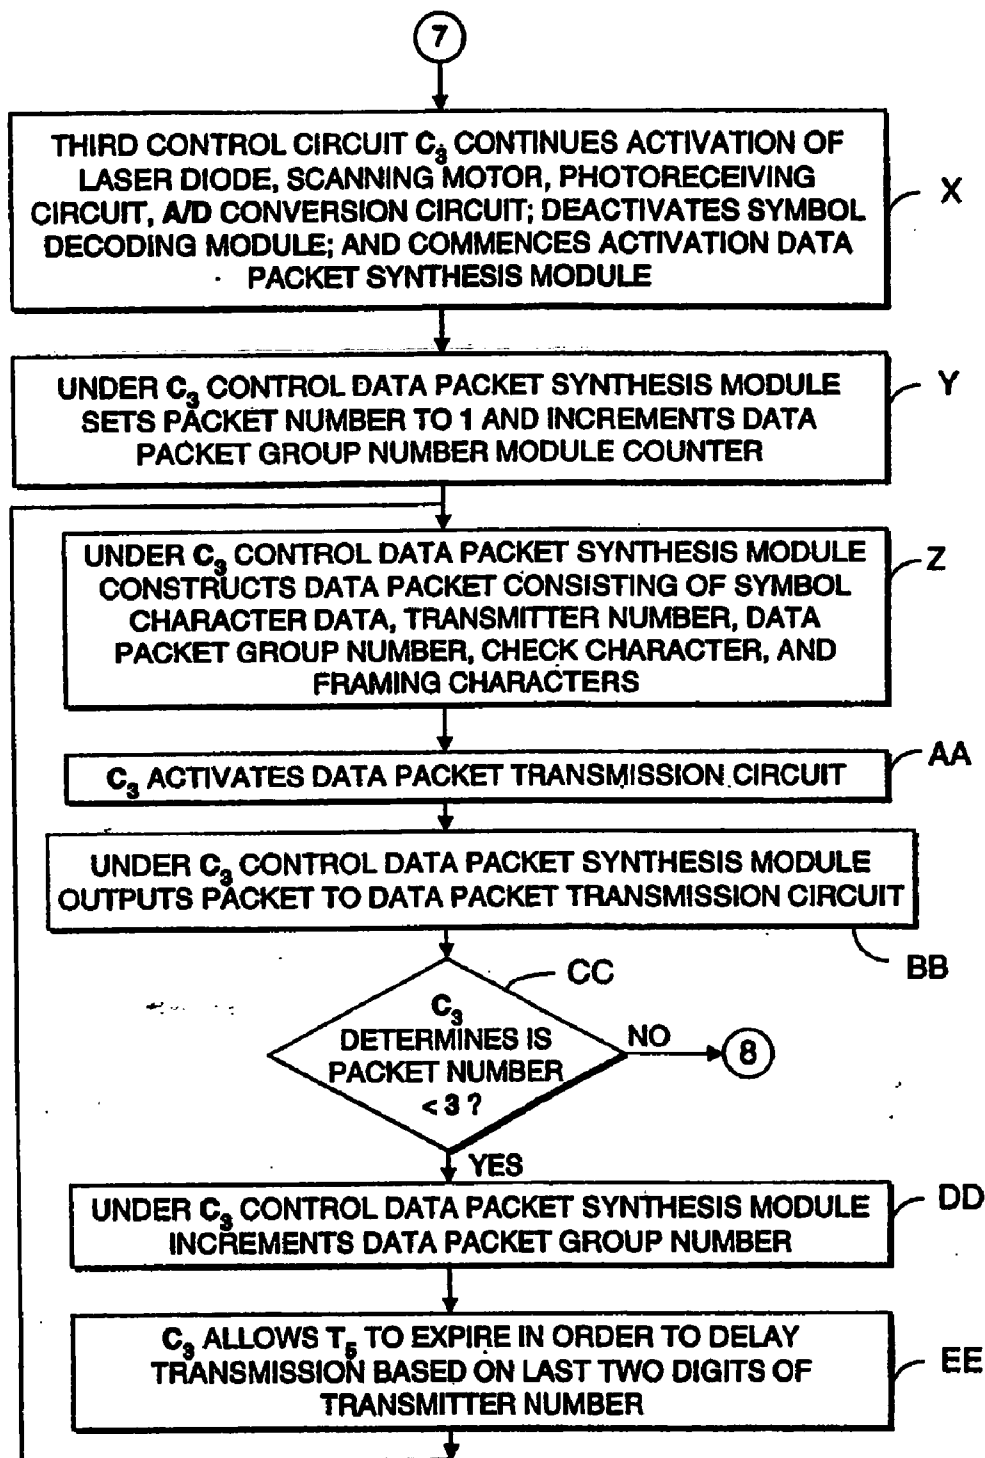 7
THIRD CONTROL CIRCUIT C3 CONTINUES ACTIVATION OF
LASER DIODE, SCANNING MOTOR, PHOTORECEIVING
CIRCUIT, A/D CONVERSION CIRCUIT; DEACTIVATES SYMBOL
DECODING MODULE; AND COMMENCES ACTIVATION DATA
PACKET SYNTHESIS MODULE
X
UNDER C3 CONTROL DATA PACKET SYNTHESIS MODULE
SETS PACKET NUMBER TO 1 AND INCREMENTS DATA
PACKET GROUP NUMBER MODULE COUNTER
Y
UNDER C3 CONTROL DATA PACKET SYNTHESIS MODULE
CONSTRUCTS DATA PACKET CONSISTING OF SYMBOL
CHARACTER DATA, TRANSMITTER NUMBER, DATA
PACKET GROUP NUMBER, CHECK CHARACTER, AND
FRAMING CHARACTERS
Z
C3 ACTIVATES DATA PACKET TRANSMISSION CIRCUIT
AA
UNDER C3 CONTROL DATA PACKET SYNTHESIS MODULE
OUTPUTS PACKET TO DATA PACKET TRANSMISSION CIRCUIT
BB
CC
C3
DETERMINES IS
PACKET NUMBER
< 3 ?
NO
8
YES
UNDER C3 CONTROL DATA PACKET SYNTHESIS MODULE
INCREMENTS DATA PACKET GROUP NUMBER
DD
C3 ALLOWS T5 TO EXPIRE IN ORDER TO DELAY
TRANSMISSION BASED ON LAST TWO DIGITS OF
TRANSMITTER NUMBER
EE